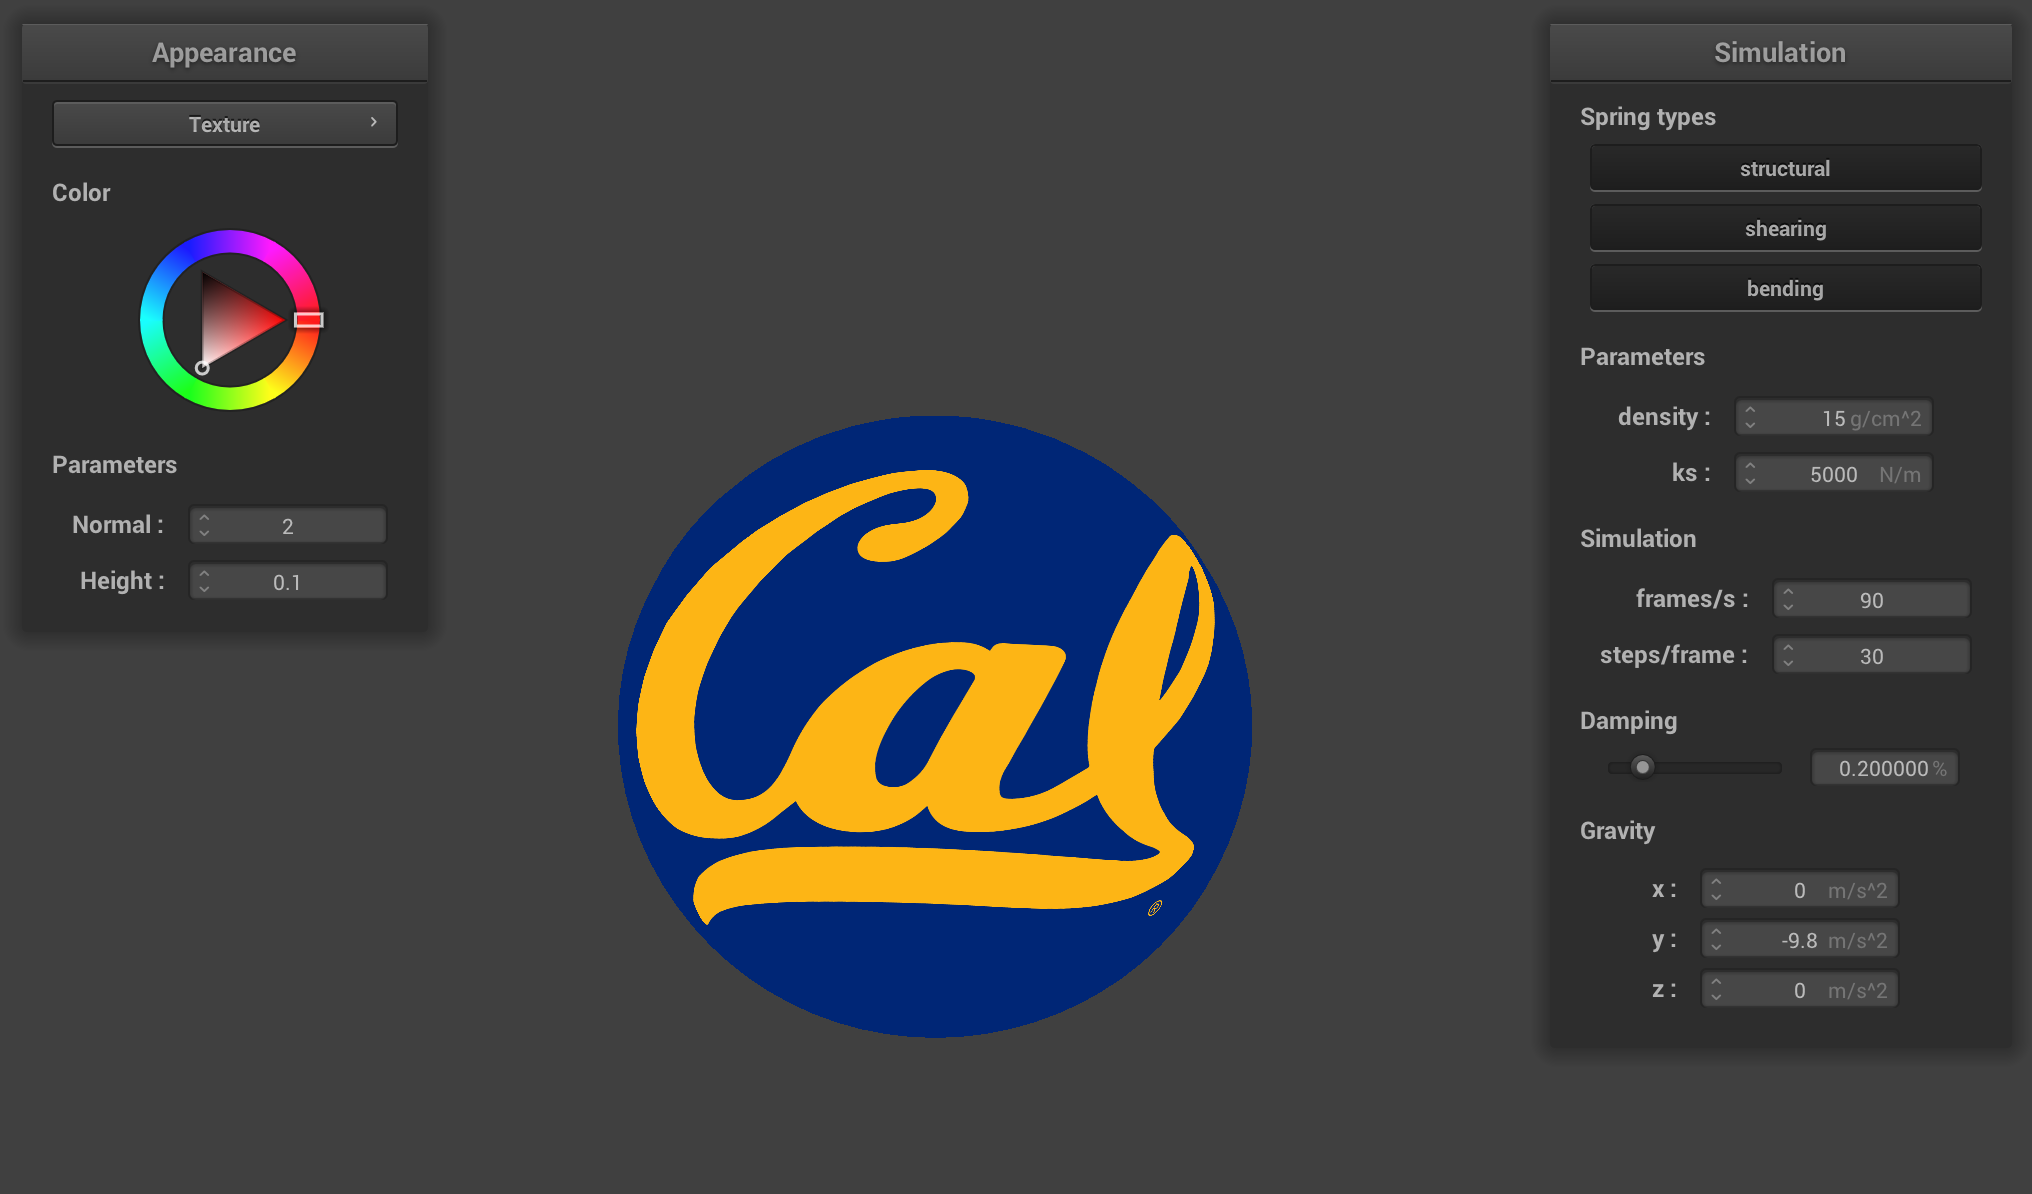 Appearance
Texture
Color
Parameters
Normal : 2
Height : 0.1
Cal
®
Simulation
Spring types
structural
shearing
bending
Parameters
density : 15 g/cm^2
ks : 5000 N/m
Simulation
frames/s : 90
steps/frame : 30
Damping
0.200000 %
Gravity
x : 0 m/s^2
y : -9.8 m/s^2
z : 0 m/s^2